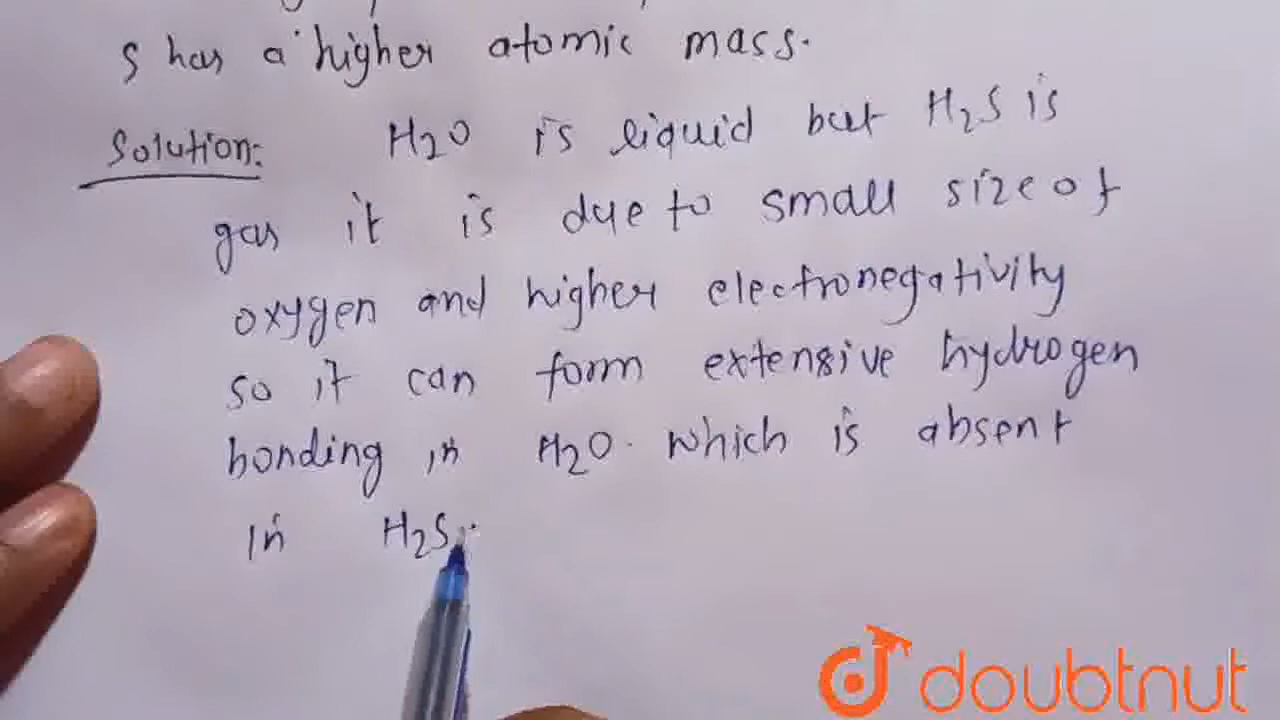 S has a higher atomic mass.
Solution: H2O is liquid but H2S is
gas it is due to small size of
oxygen and higher electronegativity
so it can form extensive hydrogen
bonding in H2O. which is absent
in H2S.
doubtnut